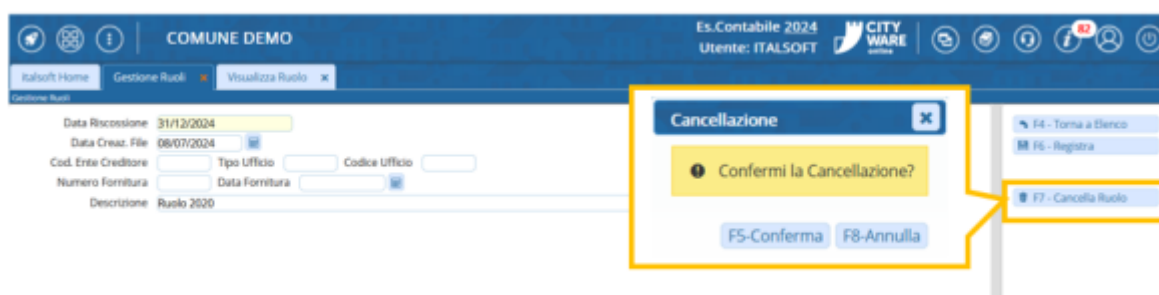 COMUNE DEMO
Es.Contabile 2024
Utente: ITALSOFT
CITY
WARE
online
82
italsoft Home Gestione Ruoli × Visualizza Ruolo ×
Gestione Ruoli
Data Riscossione 31/12/2024
Data Creaz. File 08/07/2024
Cod. Ente Creditore Tipo Ufficio Codice Ufficio
Numero Fornitura Data Fornitura
Descrizione Ruolo 2020
Cancellazione
Confermi la Cancellazione?
F5-Conferma F8-Annulla
F4 - Torna a Elenco
F6 - Registra
F7 - Cancella Ruolo